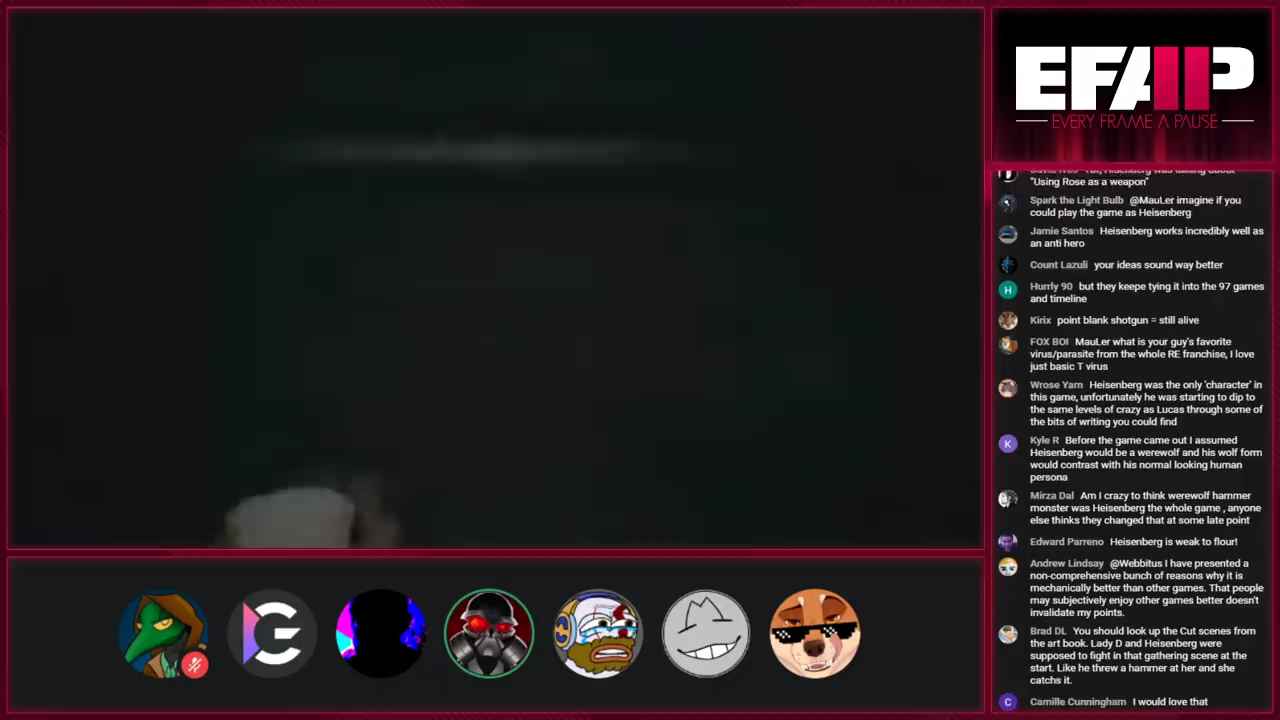 EFAP
EVERY FRAME A PAUSE
"Using Rose as a weapon"
Spark the Light Bulb @MauLer imagine if you
could play the game as Heisenberg
Jamie Santos Heisenberg works incredibly well as
an anti hero
Count Lazuli your ideas sound way better
H
Hurrly 90 but they keepe tying it into the 97 games
and timeline
Kirix point blank shotgun = still alive
FOX BOI MauLer what is your guy's favorite
virus/parasite from the whole RE franchise, I love
just basic T virus
Wrose Yam Heisenberg was the only 'character' in
this game, unfortunately he was starting to dip to
the same levels of crazy as Lucas through some of
the bits of writing you could find
K
Kyle R Before the game came out I assumed
Heisenberg would be a werewolf and his wolf form
would contrast with his normal looking human
persona
Mirza Dal Am I crazy to think werewolf hammer
monster was Heisenberg the whole game , anyone
else thinks they changed that at some late point
Edward Parreno Heisenberg is weak to flour!
Andrew Lindsay @Webbitus I have presented a
non-comprehensive bunch of reasons why it is
mechanically better than other games. That people
may subjectively enjoy other games better doesn't
invalidate my points.
Brad DL You should look up the Cut scenes from
the art book. Lady D and Heisenberg were
supposed to fight in that gathering scene at the
start. Like he threw a hammer at her and she
catchs it.
C
Camille Cunningham I would love that